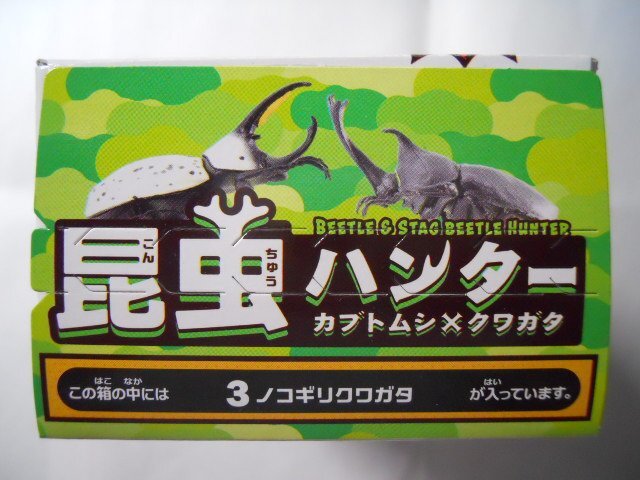 BEETLE & STAG BEETLE HUNTER
こん ちゅう
昆虫ハンター
カブトムシ×クワガタ
はこ なか はい
この箱の中には 3 ノコギリクワガタ が入っています。